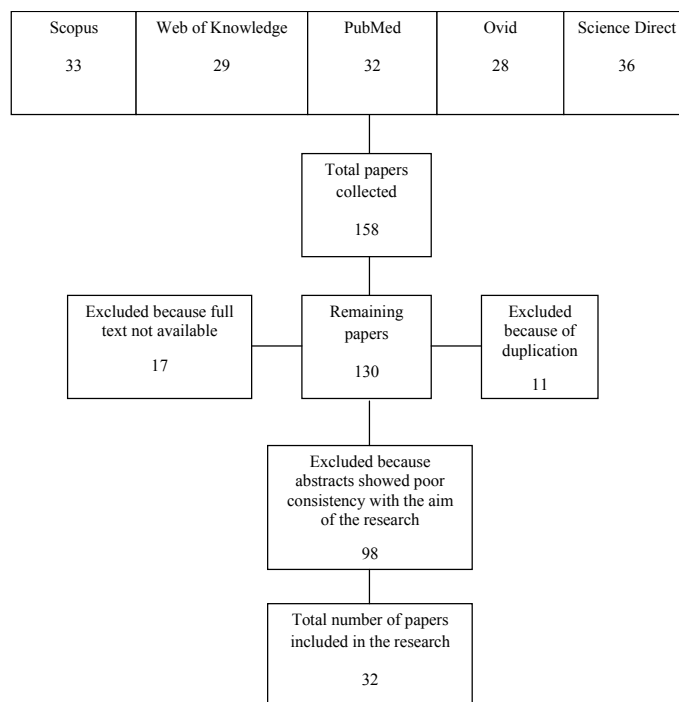 Scopus
33
Web of Knowledge
29
PubMed
32
Ovid
28
Science Direct
36
Total papers
collected
158
Excluded because full
text not available
17
Remaining
papers
130
Excluded
because of
duplication
11
Excluded because
abstracts showed poor
consistency with the aim
of the research
98
Total number of papers
included in the research
32